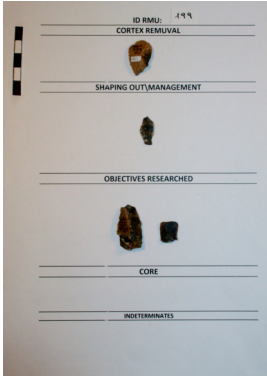 ID RMU: 199
CORTEX REMUVAL
SHAPING OUT\MANAGEMENT
OBJECTIVES RESEARCHED
CORE
INDETERMINATES